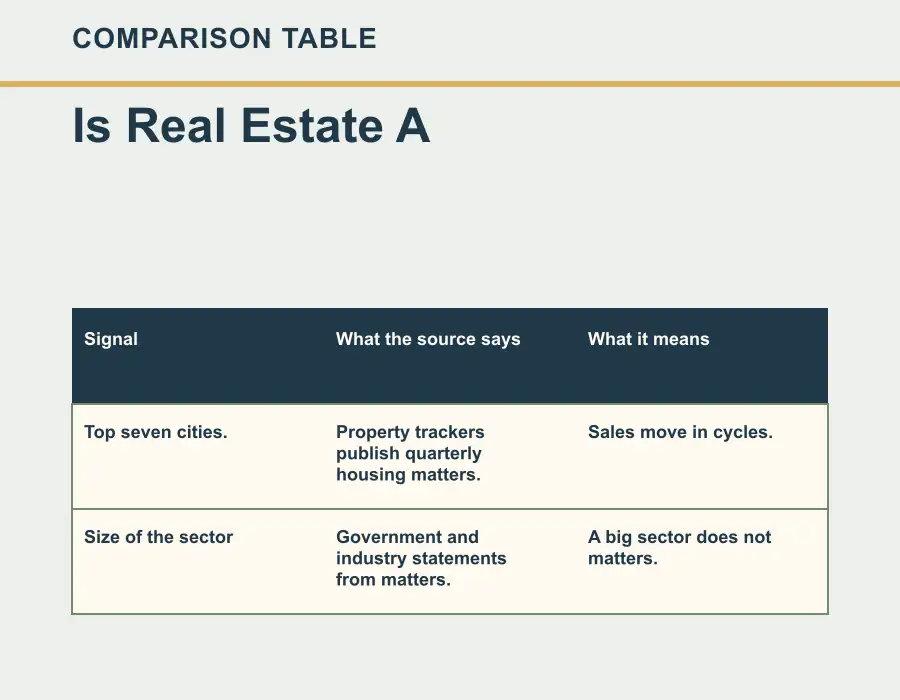 COMPARISON TABLE
Is Real Estate A
Signal
What the source says
What it means
Top seven cities.
Property trackers
publish quarterly
housing matters.
Sales move in cycles.
Size of the sector
Government and
industry statements
from matters.
A big sector does not
matters.